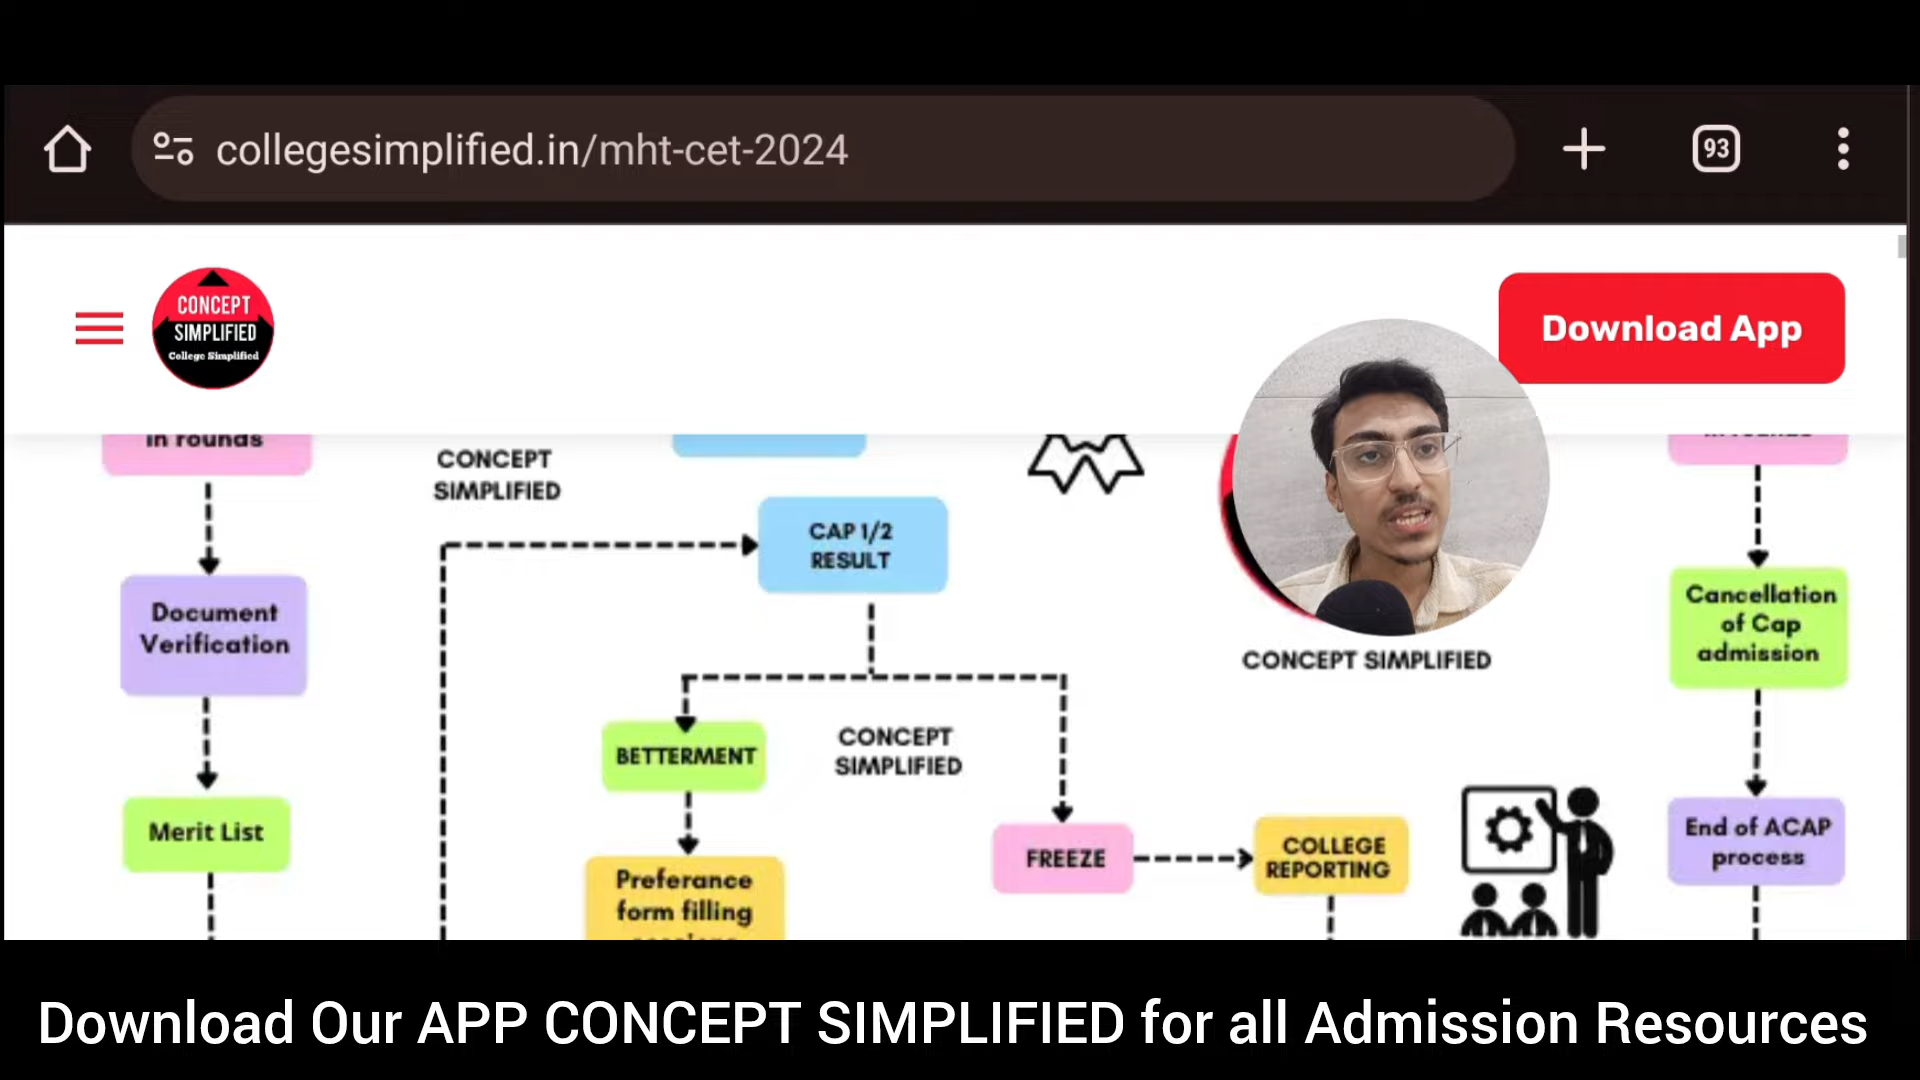 collegesimplified.in/mht-cet-2024
93
CONCEPT
SIMPLIFIED
College Simplified
Download App
in rounds
CONCEPT
SIMPLIFIED
CAP 1/2
RESULT
Document
Verification
Cancellation
of Cap
admission
CONCEPT SIMPLIFIED
BETTERMENT
CONCEPT
SIMPLIFIED
Merit List
FREEZE
COLLEGE
REPORTING
End of ACAP
process
Preferance
form filling
Download Our APP CONCEPT SIMPLIFIED for all Admission Resources